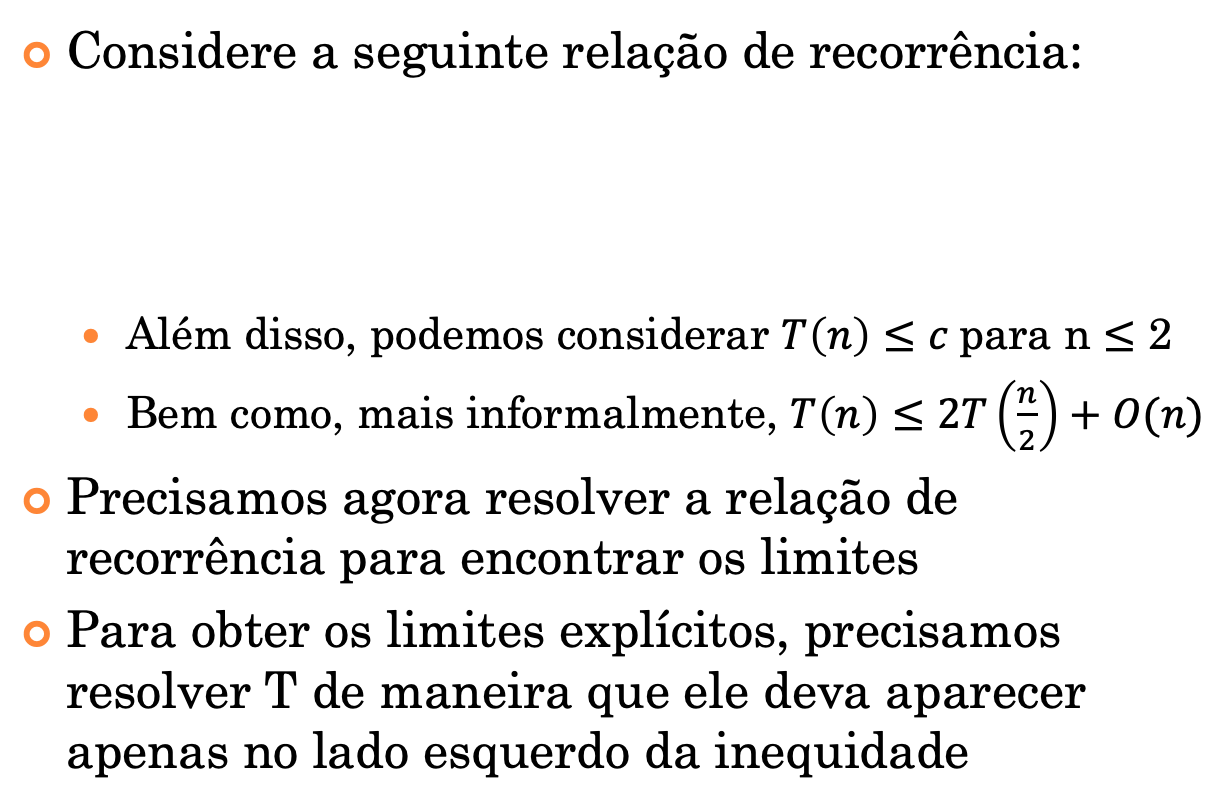 Considere a seguinte relação de recorrência:
Além disso, podemos considerar T(n) ≤ c para n ≤ 2
Bem como, mais informalmente, T(n) ≤ 2T(n/2) + O(n)
Precisamos agora resolver a relação de
recorrência para encontrar os limites
Para obter os limites explícitos, precisamos
resolver T de maneira que ele deva aparecer
apenas no lado esquerdo da inequidade